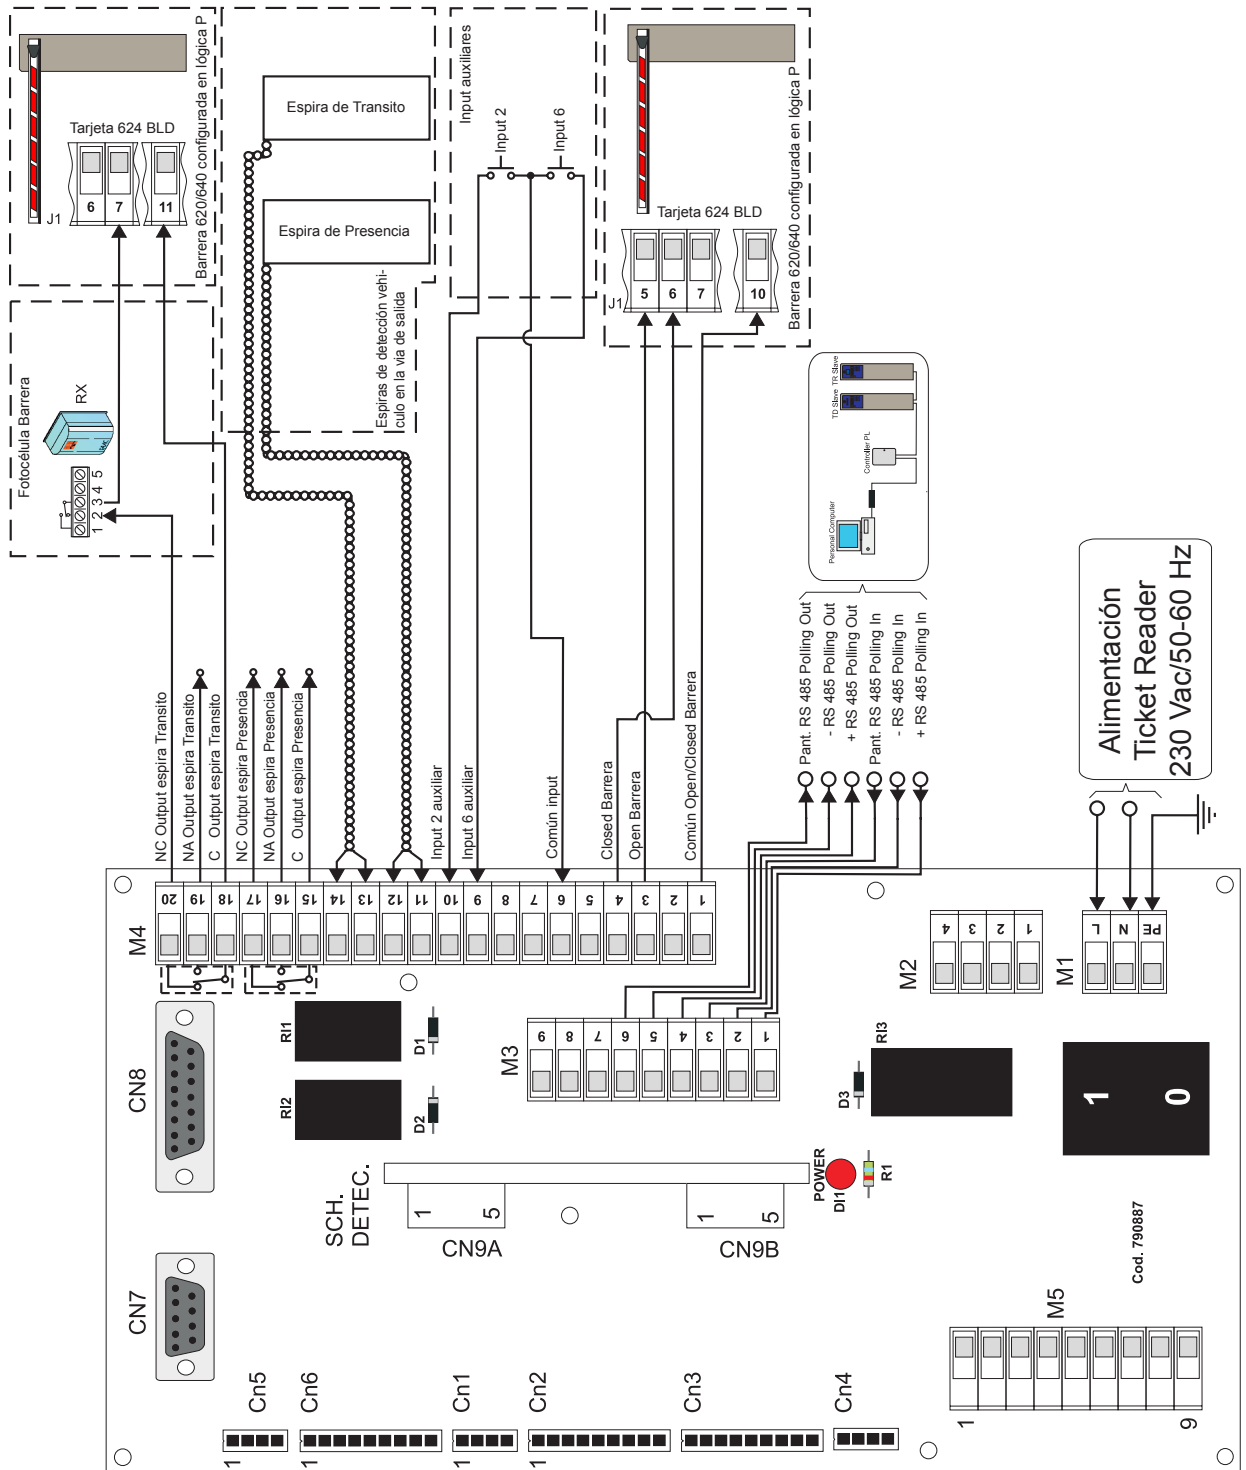 Tarjeta 624 BLD
J1
6
7
11
Barrera 620/640 configurada en lógica P
Fotocélula Barrera
RX
1 2 3 4 5
Espira de Transito
Espira de Presencia
Espiras de detección vehi-
culo en la via de salida
Input auxiliares
Input 2
Input 6
Tarjeta 624 BLD
J1
5
6
7
10
Barrera 620/640 configurada en lógica P
TR Slave
TD Slave
Controller PL
Personal Computer
NC Output espira Transito
NA Output espira Transito
C Output espira Transito
NC Output espira Presencia
NA Output espira Presencia
C Output espira Presencia
Input 2 auxiliar
Input 6 auxiliar
Común input
Closed Barrera
Open Barrera
Común Open/Closed Barrera
Pant. RS 485 Polling Out
- RS 485 Polling Out
+ RS 485 Polling Out
Pant. RS 485 Polling In
- RS 485 Polling In
+ RS 485 Polling In
Alimentación
Ticket Reader
230 Vac/50-60 Hz
M4
20 19 18 17 16 15 14 13 12 11 10 9 8 7 6 5 4 3 2 1
M2
4 3 2 1
M1
L N PE
M3
9 8 7 6 5 4 3 2 1
CN8
RI1
D1
RI2
D2
RI3
D3
1
0
SCH.
DETEC.
1 5
CN9A
1 5
CN9B
POWER
DI1
R1
CN7
Cod. 790887
M5
1
9
Cn5
1
Cn6
1
Cn1
1
Cn2
1
Cn3
Cn4